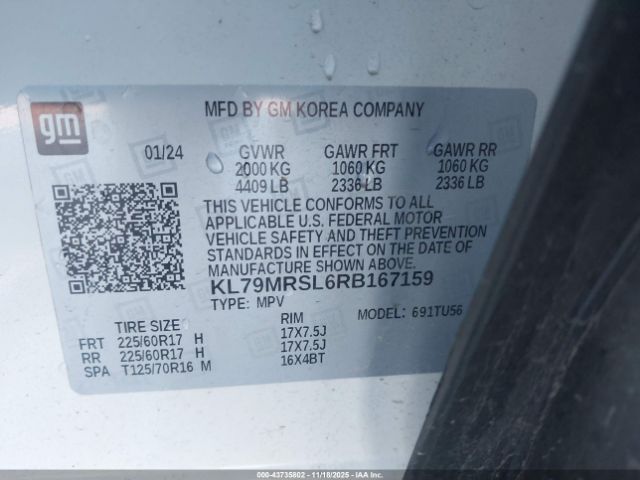 gm
MFD BY GM KOREA COMPANY
01/24 GVWR GAWR FRT GAWR RR
2000 KG 1060 KG 1060 KG
4409 LB 2336 LB 2336 LB
THIS VEHICLE CONFORMS TO ALL
APPLICABLE U.S. FEDERAL MOTOR
VEHICLE SAFETY AND THEFT PREVENTION
STANDARDS IN EFFECT ON THE DATE OF
MANUFACTURE SHOWN ABOVE.
KL79MRSL6RB167159
TYPE: MPV MODEL: 691TU56
TIRE SIZE RIM
FRT 225/60R17 H 17X7.5J
RR 225/60R17 H 17X7.5J
SPA T125/70R16 M 16X4BT
000-43735802 - 11/18/2025 - IAAHOLDINGSLLC